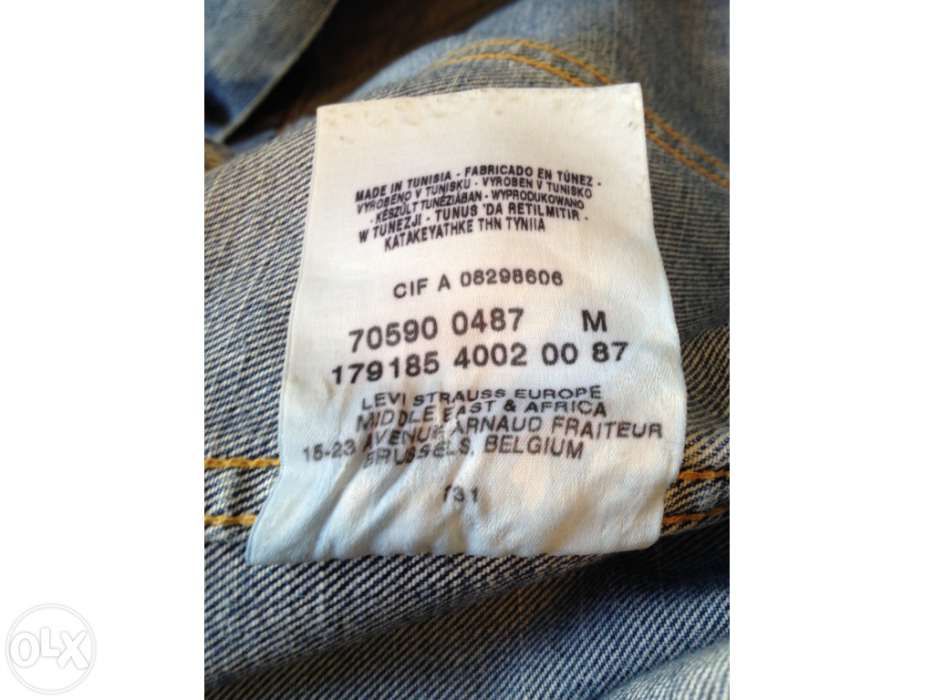 MADE IN TUNISIA - FABRICADO EN TÚNEZ -
VYROBENO V TUNISKU - VYROBEN V TUNISKO
- KÉSZÜLT TUNÉZIÁBAN - WYPRODUKOWANO
W TUNEZJI - TUNUS 'DA RETILMITIR -
KATAKEYATHKE THN TYNIIA
CIF A 08298606
70590 0487 M
179185 4002 00 87
LEVI STRAUSS EUROPE
MIDDLE EAST & AFRICA
15-23 AVENUE ARNAUD FRAITEUR
BRUSSELS, BELGIUM
OLX